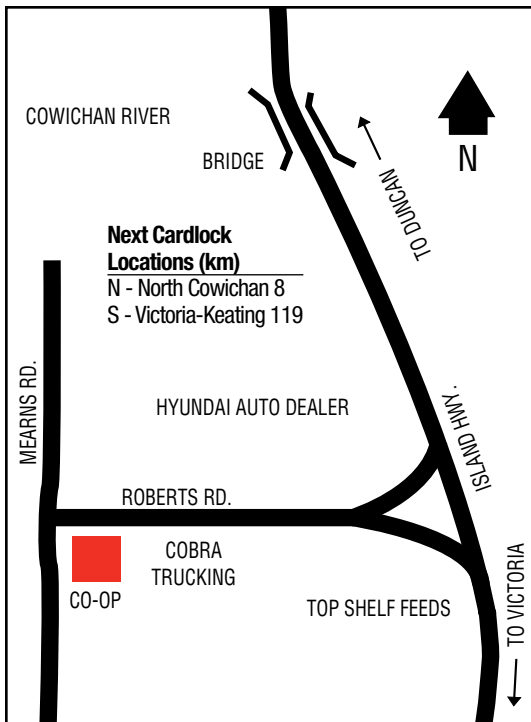 COWICHAN RIVER
BRIDGE
N
TO DUNCAN
Next Cardlock
Locations (km)
N - North Cowichan 8
S - Victoria-Keating 119
MEARNS RD.
HYUNDAI AUTO DEALER
ISLAND HWY.
ROBERTS RD.
COBRA
TRUCKING
CO-OP
TOP SHELF FEEDS
TO VICTORIA